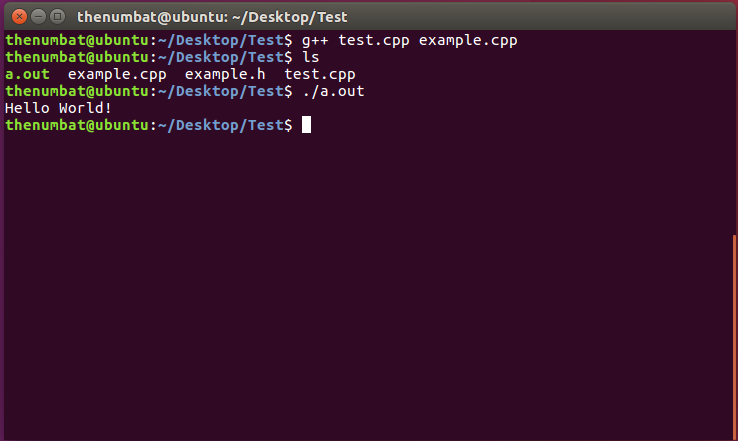 thenumbat@ubuntu: ~/Desktop/Test
thenumbat@ubuntu:~/Desktop/Test$ g++ test.cpp example.cpp
thenumbat@ubuntu:~/Desktop/Test$ ls
a.out  example.cpp  example.h  test.cpp
thenumbat@ubuntu:~/Desktop/Test$ ./a.out
Hello World!
thenumbat@ubuntu:~/Desktop/Test$